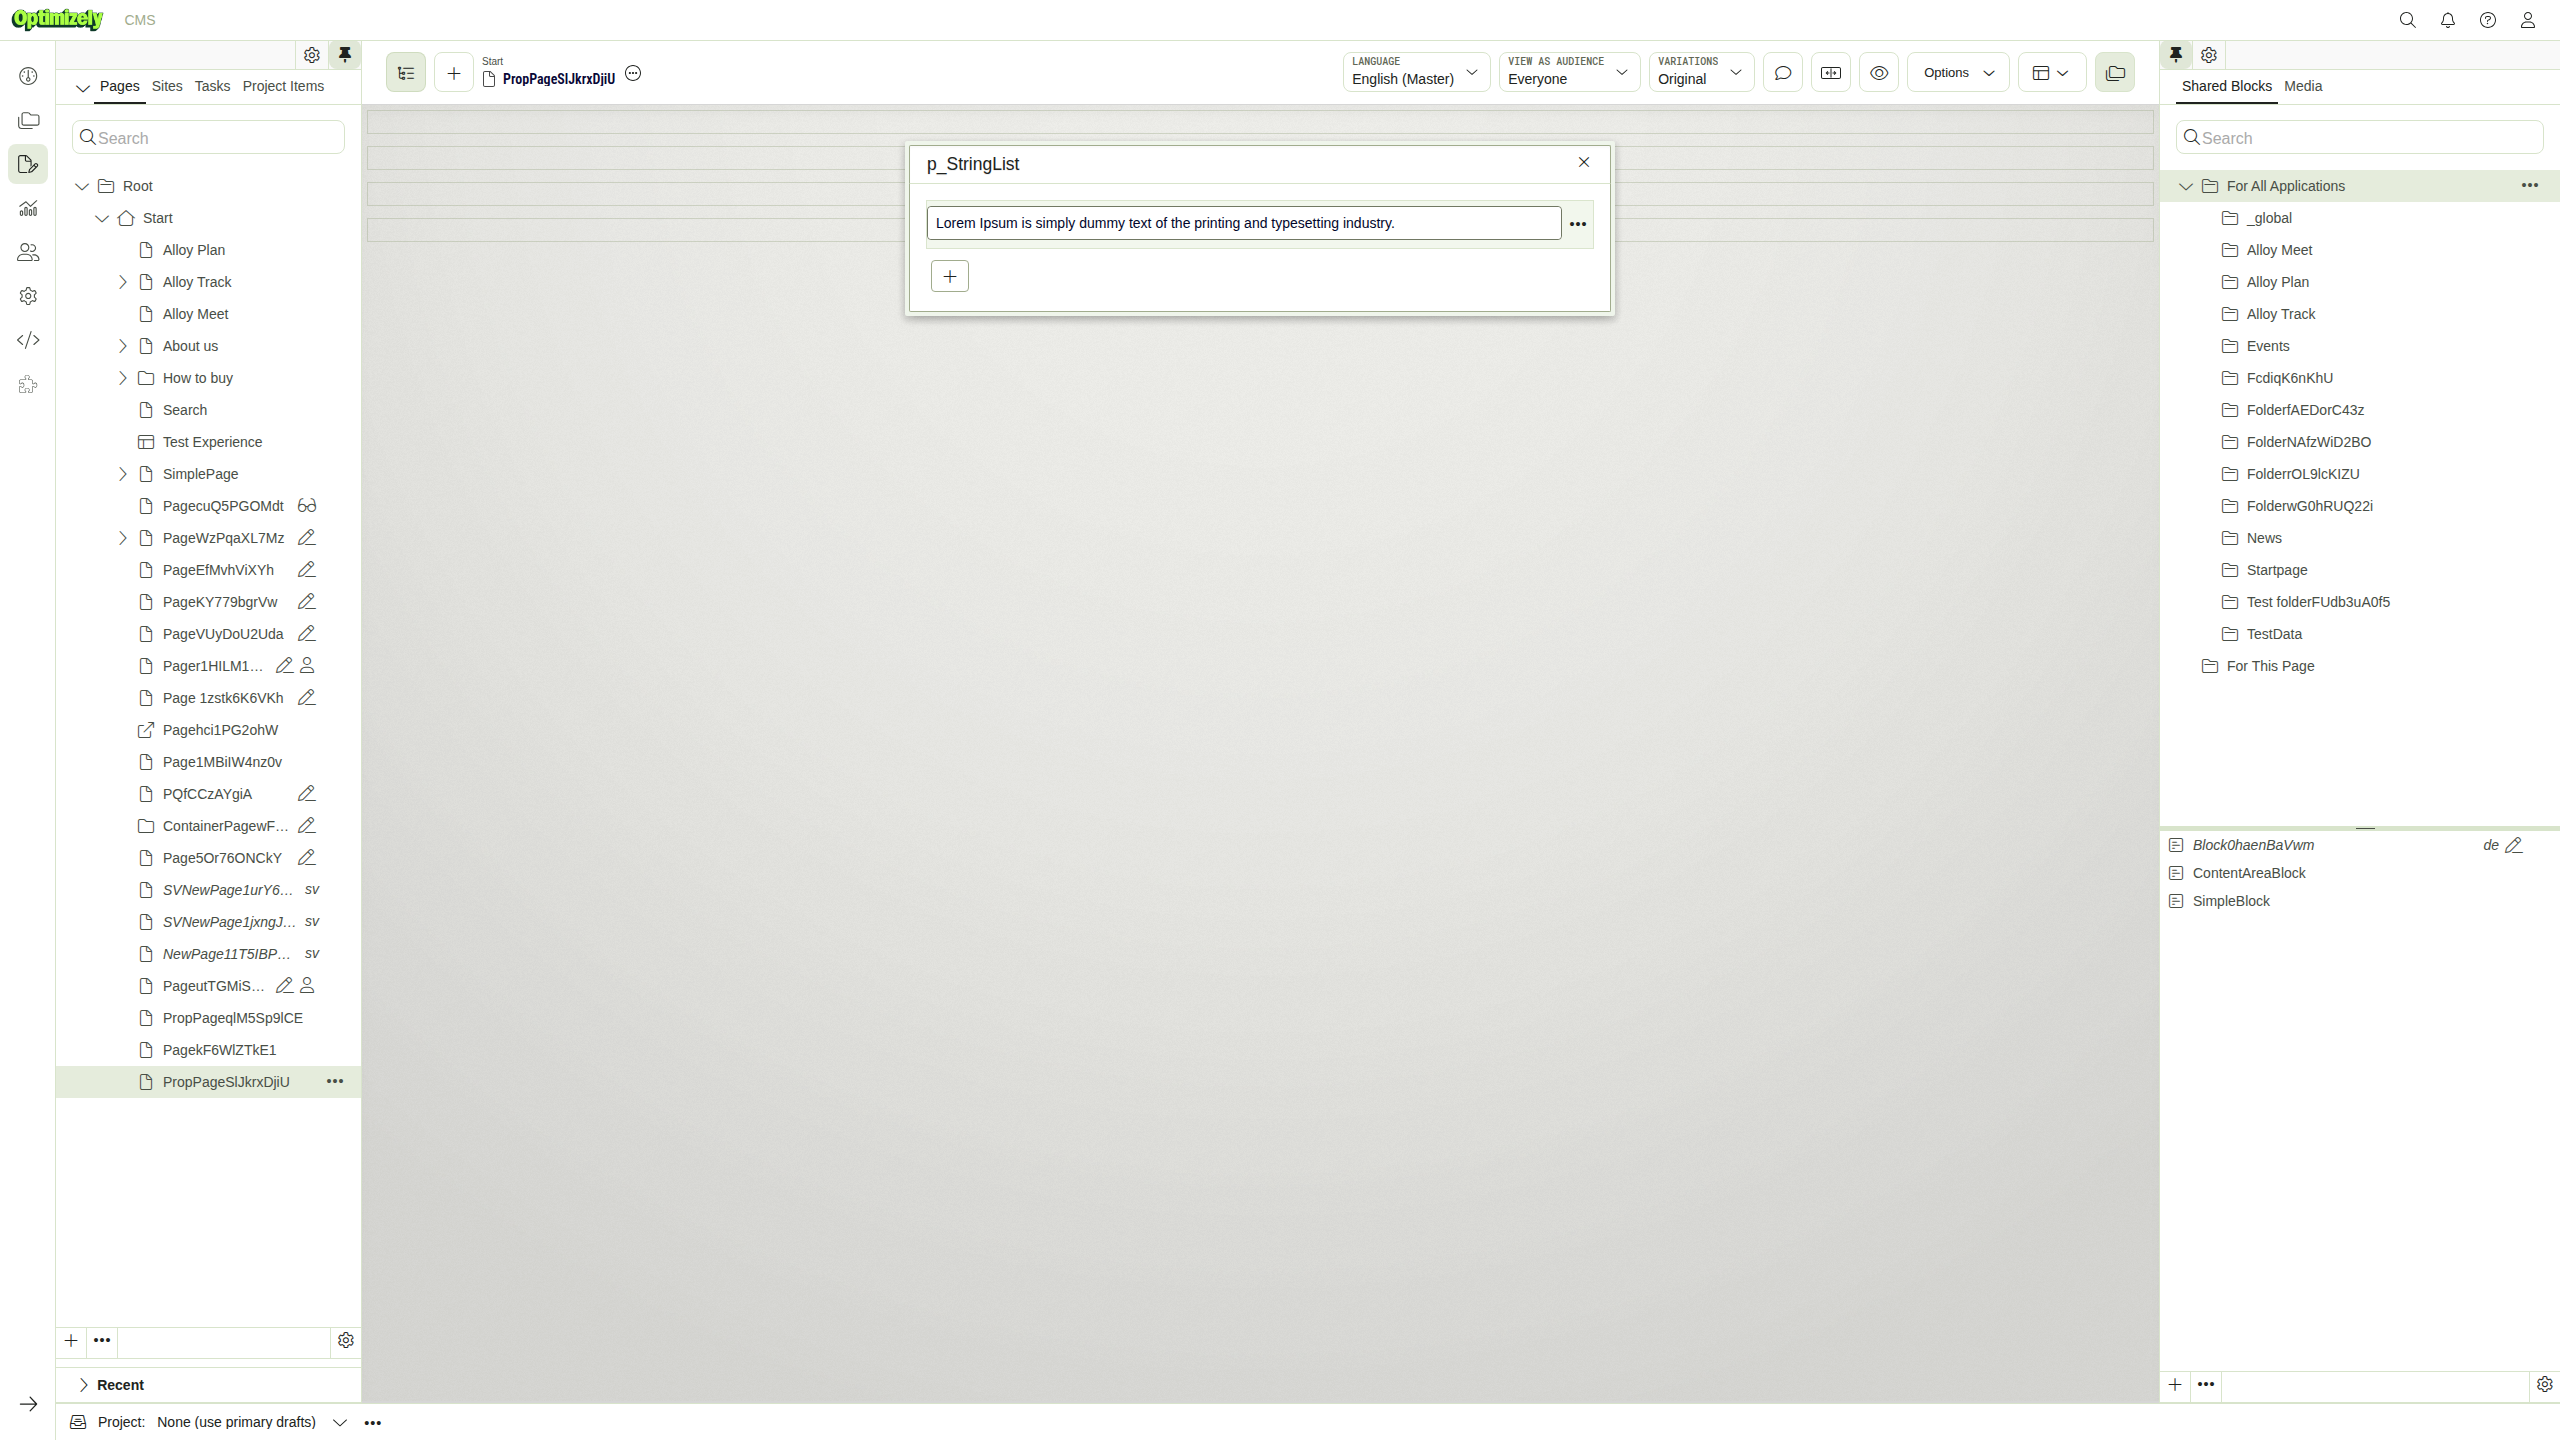 Optimizely CMS
Pages Sites Tasks Project Items
Search
Root
Start
Alloy Plan
Alloy Track
Alloy Meet
About us
How to buy
Search
Test Experience
SimplePage
PagecuQ5PGOMdt
PageWzPqaXL7Mz
PageEfMvhViXYh
PageKY779bgrVw
PageVUyDoU2Uda
Pager1HILM1…
Page 1zstk6K6VKh
Pagehci1PG2ohW
Page1MBiIW4nz0v
PQfCCzAYgiA
ContainerPagewF…
Page5Or76ONCkY
SVNewPage1urY6… sv
SVNewPage1jxngJ… sv
NewPage11T5IBP… sv
PageutTGMiS…
PropPageqlM5Sp9lCE
PagekF6WlZTkE1
PropPageSlJkrxDjiU
Recent
Project: None (use primary drafts)
Start
PropPageSlJkrxDjiU
LANGUAGE
English (Master)
VIEW AS AUDIENCE
Everyone
VARIATIONS
Original
Options
p_StringList
Lorem Ipsum is simply dummy text of the printing and typesetting industry.
Shared Blocks Media
Search
For All Applications
_global
Alloy Meet
Alloy Plan
Alloy Track
Events
FcdiqK6nKhU
FolderfAEDorC43z
FolderNAfzWiD2BO
FolderrOL9lcKIZU
FolderwG0hRUQ22i
News
Startpage
Test folderFUdb3uA0f5
TestData
For This Page
Block0haenBaVwm de
ContentAreaBlock
SimpleBlock